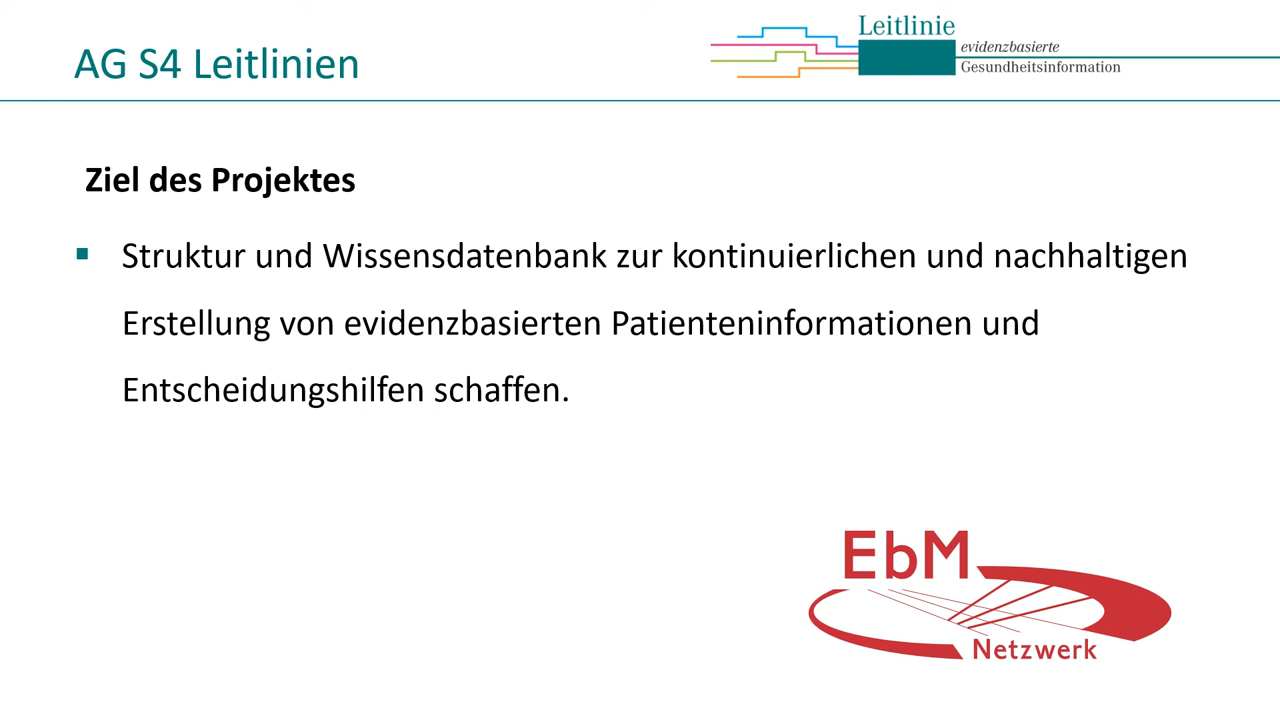 AG S4 Leitlinien
Leitlinie
evidenzbasierte
Gesundheitsinformation
Ziel des Projektes
▪ Struktur und Wissensdatenbank zur kontinuierlichen und nachhaltigen
Erstellung von evidenzbasierten Patienteninformationen und
Entscheidungshilfen schaffen.
EbM
Netzwerk